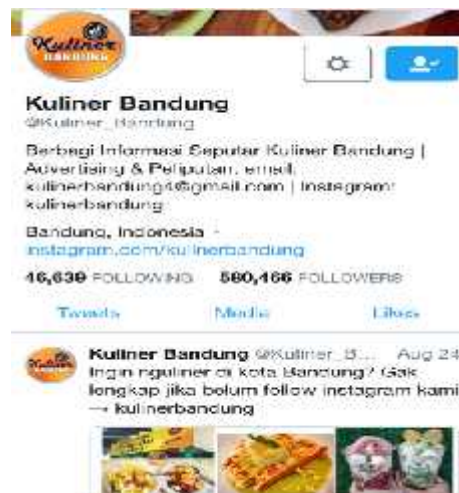 Kuliner
BANDUNG
Kuliner Bandung
@Kuliner_Bandung
Berbagi Informasi Seputar Kuliner Bandung |
Advertising & Peliputan. email:
kulinerbandung4@gmail.com | Instagram:
kulinerbandung
Bandung, Indonesia -
instagram.com/kulinerbandung
46,639 FOLLOWING 580,466 FOLLOWERS
Tweets Media Likes
Kuliner Bandung @Kuliner_B... Aug 24
Ingin nguliner di kota Bandung? Gak
lengkap jika belum follow instagram kami
→ kulinerbandung